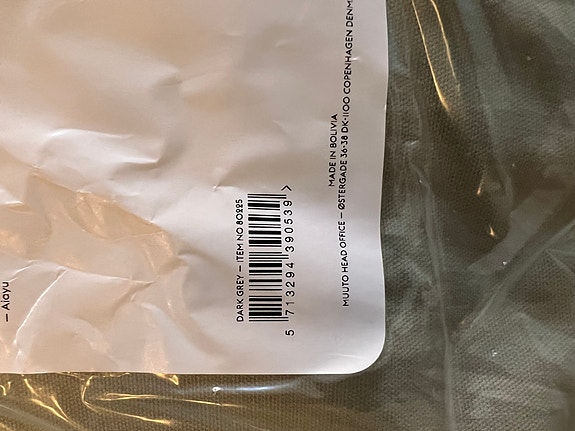 — Aiayu
DARK GREY — ITEM NO 80225
5 713294 390539 >
MADE IN BOLIVIA
MUUTO HEAD OFFICE — ØSTERGADE 36-38 DK-1100 COPENHAGEN DENM